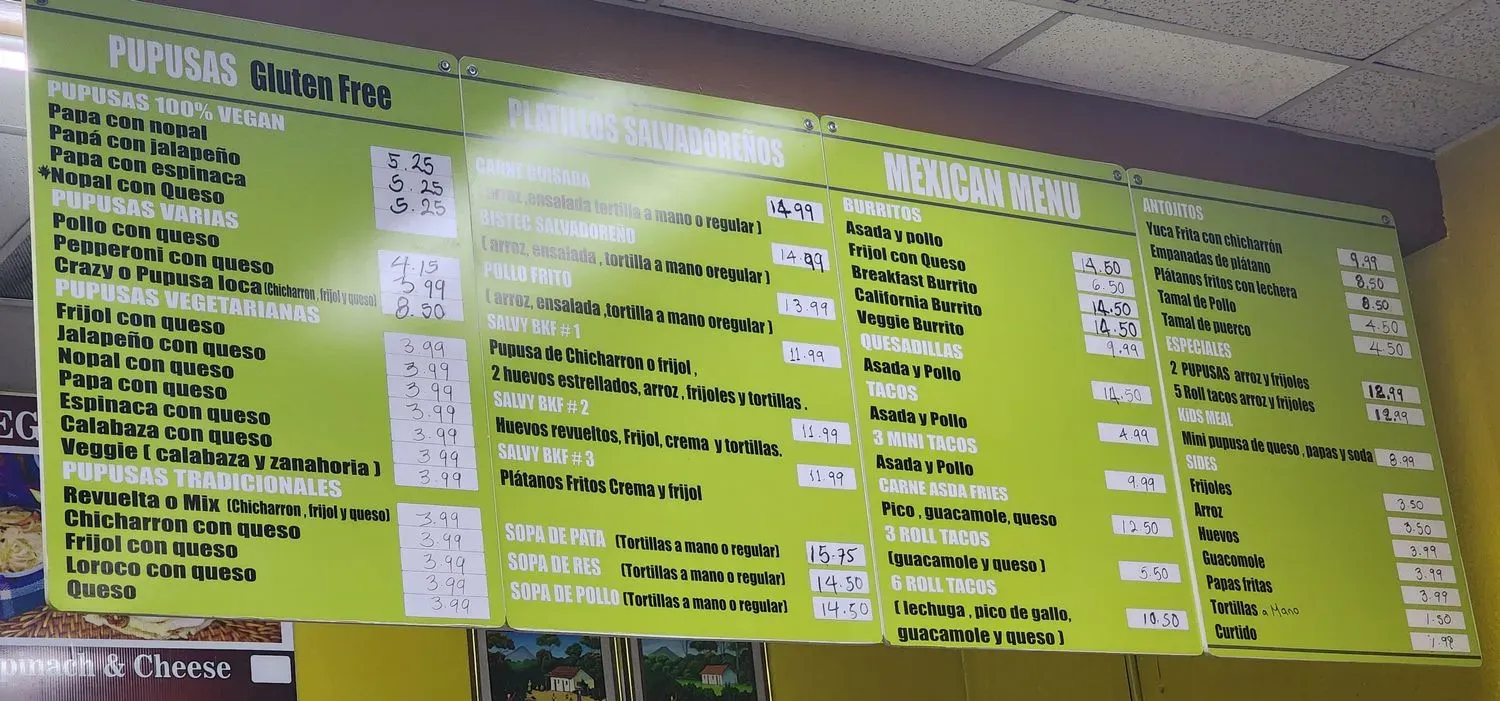 PUPUSAS Gluten Free
PUPUSAS 100% VEGAN
Papa con nopal 5.25
Papá con jalapeño 5.25
Papa con espinaca 5.25
*Nopal con Queso
PUPUSAS VARIAS
Pollo con queso 4.15
Pepperoni con queso 5.99
Crazy o Pupusa loca (Chicharron, frijol y queso) 8.50
PUPUSAS VEGETARIANAS
Frijol con queso 3.99
Jalapeño con queso 3.99
Nopal con queso 3.99
Papa con queso 3.99
Espinaca con queso 3.99
Calabaza con queso 3.99
Veggie ( calabaza y zanahoria ) 3.99
PUPUSAS TRADICIONALES
Revuelta o Mix (Chicharron, frijol y queso) 3.99
Chicharron con queso 3.99
Frijol con queso 3.99
Loroco con queso 3.99
Queso 3.99
PLATILLOS SALVADOREÑOS
CARNE GUISADA
arroz ,ensalada tortilla a mano o regular ) 14.99
BISTEC SALVADOREÑO
( arroz, ensalada , tortilla a mano oregular ) 14.99
POLLO FRITO
( arroz, ensalada ,tortilla a mano oregular ) 13.99
SALVY BKF # 1
Pupusa de Chicharron o frijol , 11.99
2 huevos estrellados, arroz , frijoles y tortillas .
SALVY BKF # 2
Huevos revueltos, Frijol, crema y tortillas. 11.99
SALVY BKF # 3
Plátanos Fritos Crema y frijol 11.99
SOPA DE PATA (Tortillas a mano o regular) 15.75
SOPA DE RES (Tortillas a mano o regular) 14.50
SOPA DE POLLO (Tortillas a mano o regular) 14.50
MEXICAN MENU
BURRITOS
Asada y pollo 14.50
Frijol con Queso 6.50
Breakfast Burrito 14.50
California Burrito 14.50
Veggie Burrito 9.99
QUESADILLAS
Asada y Pollo 14.50
TACOS
Asada y Pollo 4.99
3 MINI TACOS
Asada y Pollo 9.99
CARNE ASDA FRIES
Pico , guacamole, queso 12.50
3 ROLL TACOS
(guacamole y queso ) 5.50
6 ROLL TACOS
( lechuga , pico de gallo, 10.50
guacamole y queso )
ANTOJITOS
Yuca Frita con chicharrón 9.99
Empanadas de plátano 8.50
Plátanos fritos con lechera 8.50
Tamal de Pollo 4.50
Tamal de puerco 4.50
ESPECIALES
2 PUPUSAS arroz y frijoles 12.99
5 Roll tacos arroz y frijoles 12.99
KiDS MEAL
Mini pupusa de queso , papas y soda 8.99
SIDES
Frijoles 3.50
Arroz 3.50
Huevos 3.99
Guacomole 3.99
Papas fritas 3.99
Tortillas a Mano 1.50
Curtido 1.99
EG
pinach & Cheese